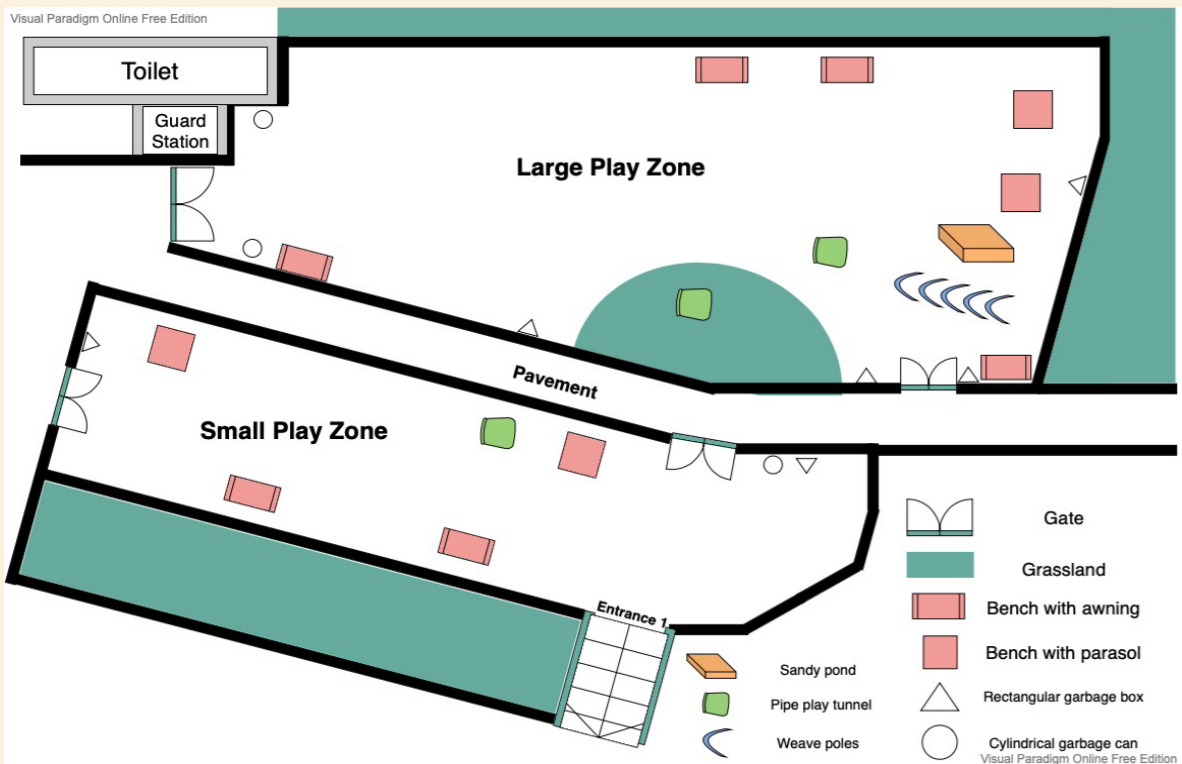 Visual Paradigm Online Free Edition
Toilet
Guard
Station
Large Play Zone
Pavement
Small Play Zone
Entrance 1
Gate
Grassland
Bench with awning
Bench with parasol
Sandy pond
Rectangular garbage box
Pipe play tunnel
Weave poles
Cylindrical garbage can
Visual Paradigm Online Free Edition